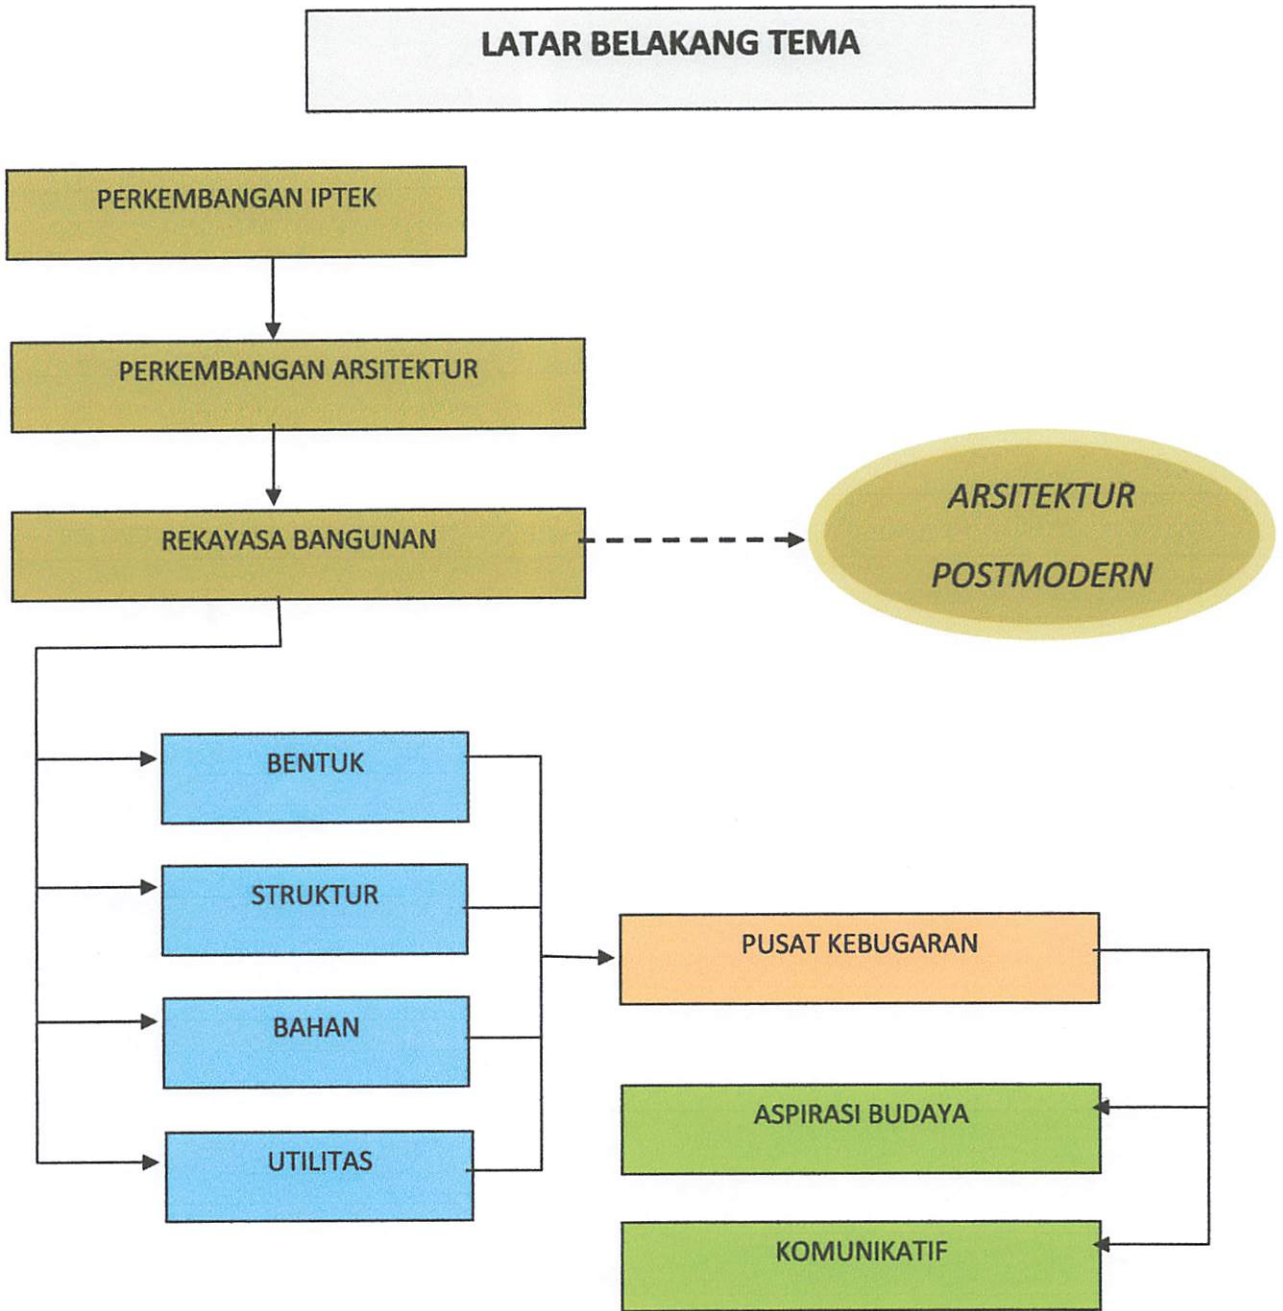 LATAR BELAKANG TEMA
PERKEMBANGAN IPTEK
PERKEMBANGAN ARSITEKTUR
REKAYASA BANGUNAN
ARSITEKTUR
POSTMODERN
BENTUK
STRUKTUR
BAHAN
UTILITAS
PUSAT KEBUGARAN
ASPIRASI BUDAYA
KOMUNIKATIF